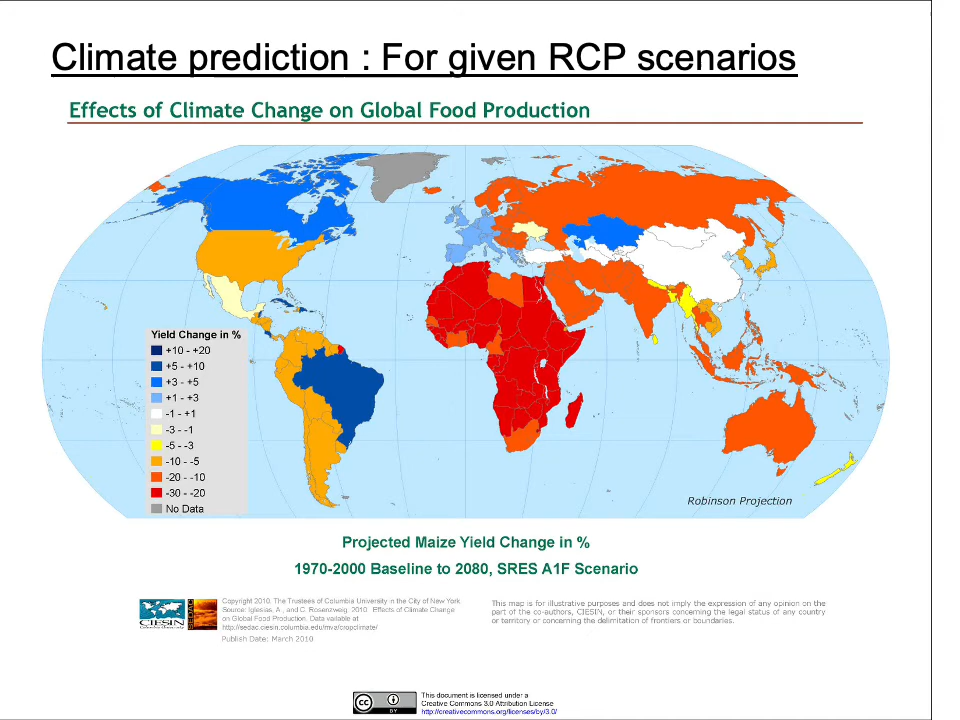 Climate prediction : For given RCP scenarios
Effects of Climate Change on Global Food Production
Yield Change in %
+10 - +20
+5 - +10
+3 - +5
+1 - +3
-1 - +1
-3 - -1
-5 - -3
-10 - -5
-20 - -10
-30 - -20
No Data
Robinson Projection
Projected Maize Yield Change in %
1970-2000 Baseline to 2080, SRES A1F Scenario
CIESIN
SEDAC
Copyright 2010. The Trustees of Columbia University in the City of New York.
Source: Iglesias, A., and C. Rosenzweig. 2010. Effects of Climate Change
on Global Food Production. Data vailable at
http://sedac.ciesin.columbia.edu/mva/cropclimate/
Publish Date: March 2010
This map is for illustrative purposes and does not imply the expression of any opinion on the
part of the co-authors, CIESIN, or their sponsors concerning the legal status of any country
or territory or concerning the delimitation of frontiers or boundaries.
cc
BY
This document is licensed under a
Creative Commons 3.0 Attribution License
http://creativecommons.org/licenses/by/3.0/